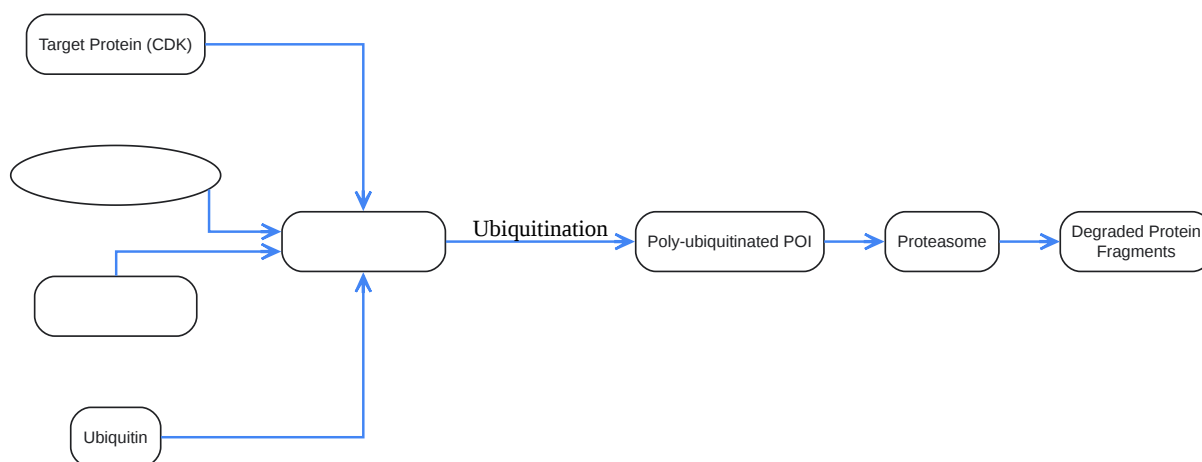 Target Protein (CDK)
Ubiquitination
Poly-ubiquitinated POI
Proteasome
Degraded Protein
Fragments
Ubiquitin